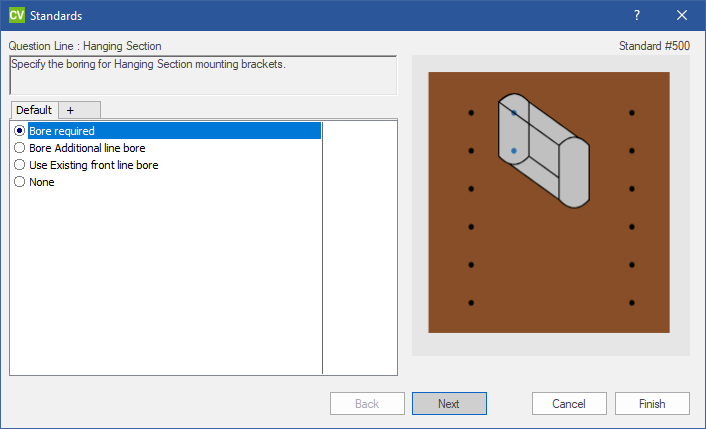 CV Standards
Question Line : Hanging Section
Standard #500
Specify the boring for Hanging Section mounting brackets.
Default +
Bore required
Bore Additional line bore
Use Existing front line bore
None
Back Next Cancel Finish